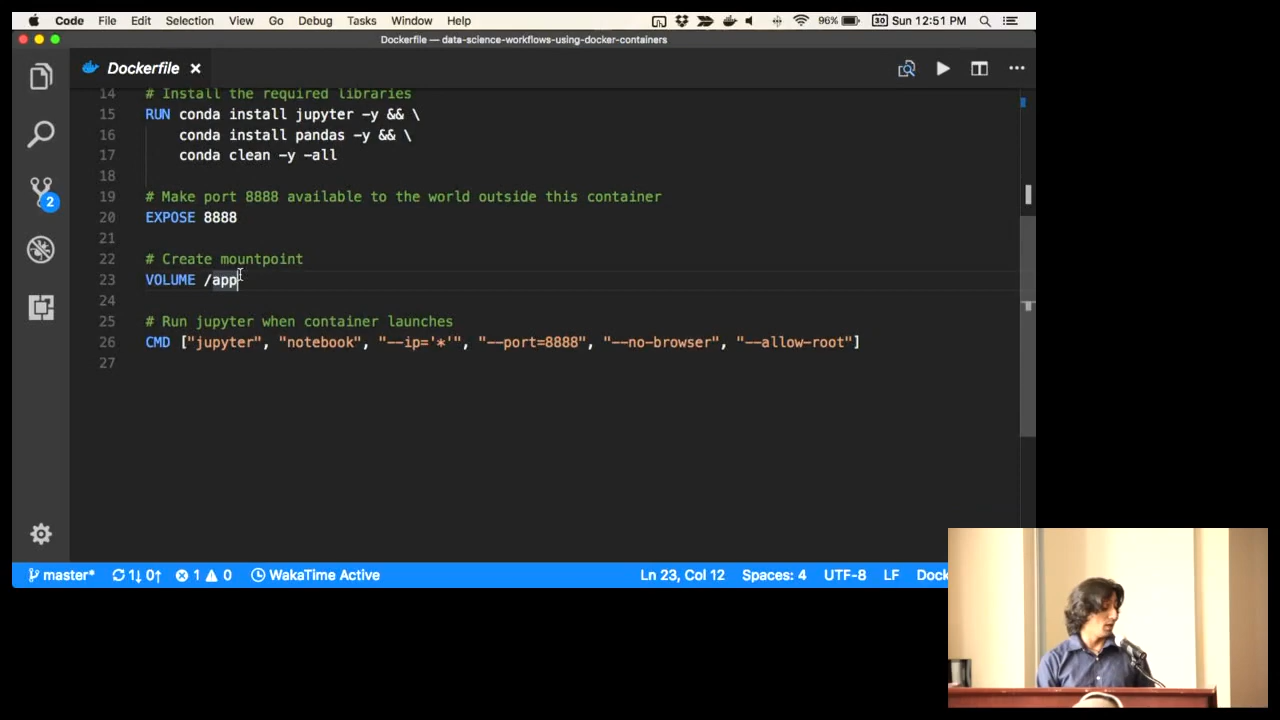 Code File Edit Selection View Go Debug Tasks Window Help 96% 30 Sun 12:51 PM
Dockerfile — data-science-workflows-using-docker-containers
Dockerfile
14 # Install the required libraries
15 RUN conda install jupyter -y && \
16 conda install pandas -y && \
17 conda clean -y -all
18
19 # Make port 8888 available to the world outside this container
20 EXPOSE 8888
21
22 # Create mountpoint
23 VOLUME /app
24
25 # Run jupyter when container launches
26 CMD ["jupyter", "notebook", "--ip='*'", "--port=8888", "--no-browser", "--allow-root"]
27
2
master* 1↓ 0↑ 1 0 WakaTime Active Ln 23, Col 12 Spaces: 4 UTF-8 LF Dock